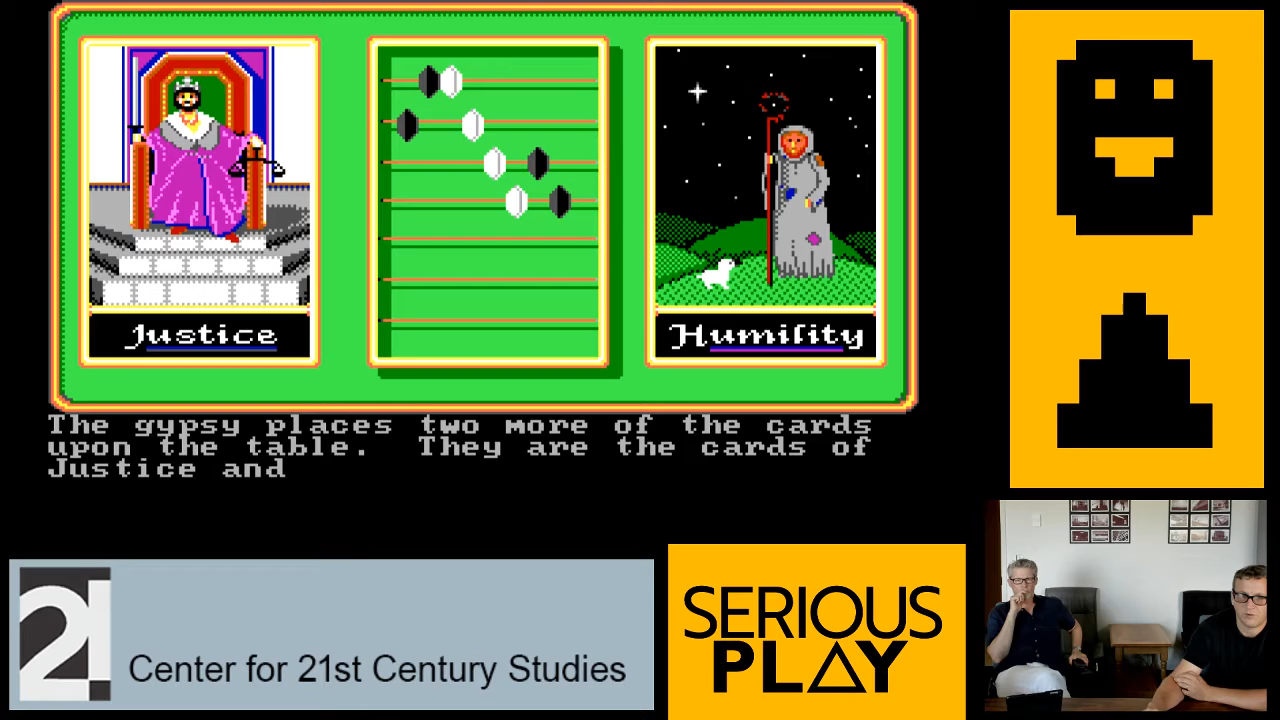 Justice
Humility
The gypsy places two more of the cards
upon the table.  They are the cards of
Justice and
21
Center for 21st Century Studies
SERIOUS
PLAY